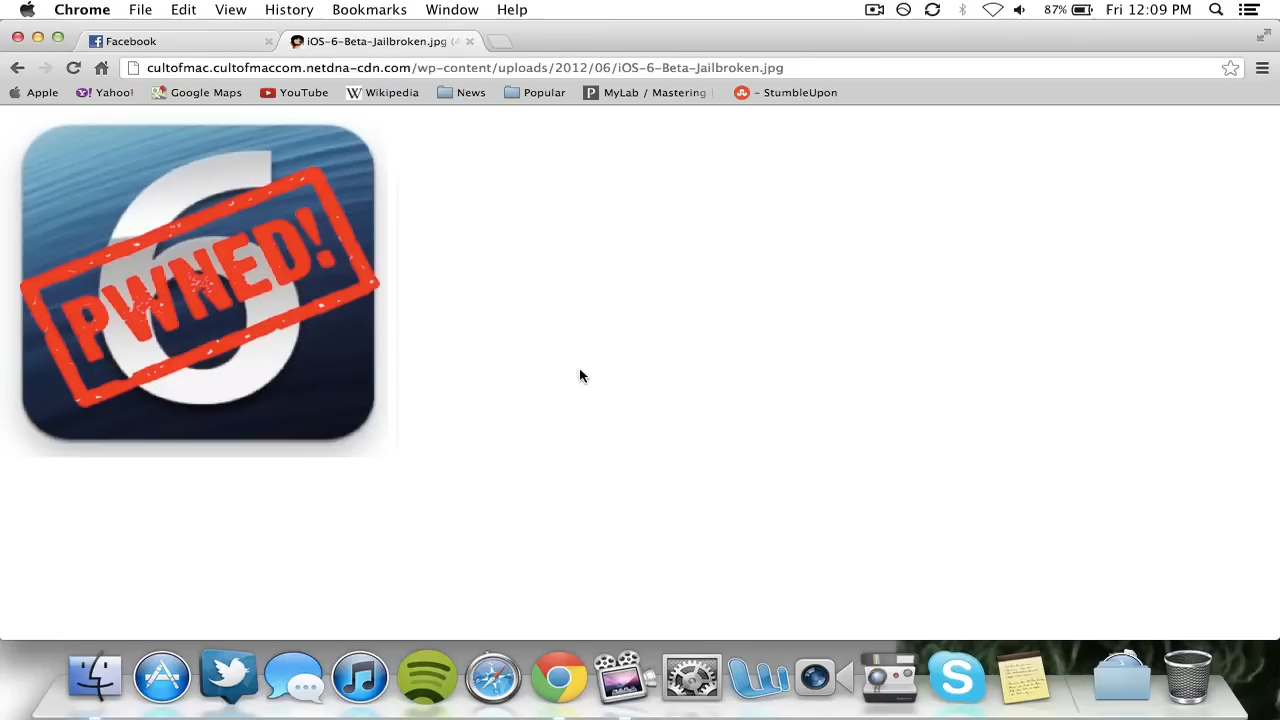 Chrome File Edit View History Bookmarks Window Help 87% Fri 12:09 PM
Facebook iOS-6-Beta-Jailbroken.jpg (
cultofmac.cultofmaccom.netdna-cdn.com/wp-content/uploads/2012/06/iOS-6-Beta-Jailbroken.jpg
Apple Yahoo! Google Maps YouTube Wikipedia News Popular MyLab / Mastering - StumbleUpon
6
PWNED!